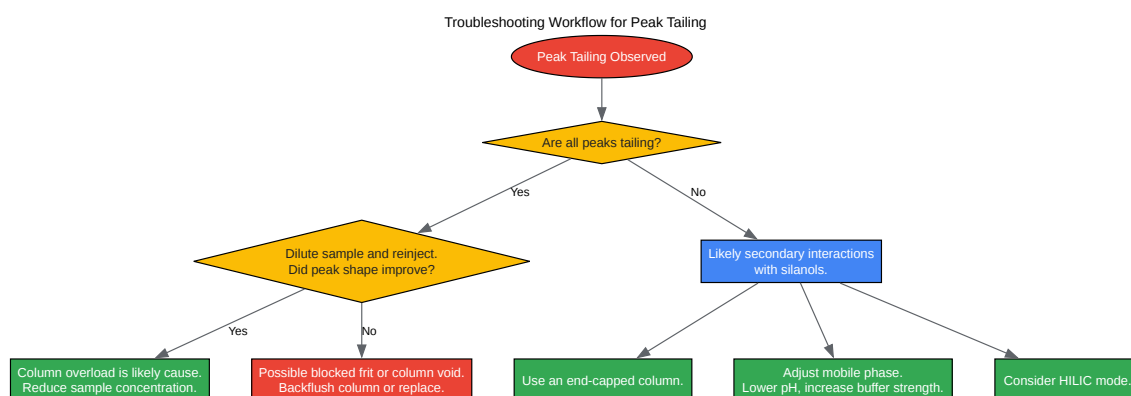 Troubleshooting Workflow for Peak Tailing
Peak Tailing Observed
Are all peaks tailing?
Yes
No
Dilute sample and reinject.
Did peak shape improve?
Likely secondary interactions
with silanols.
Yes
No
Column overload is likely cause.
Reduce sample concentration.
Possible blocked frit or column void.
Backflush column or replace.
Use an end-capped column.
Adjust mobile phase.
Lower pH, increase buffer strength.
Consider HILIC mode.